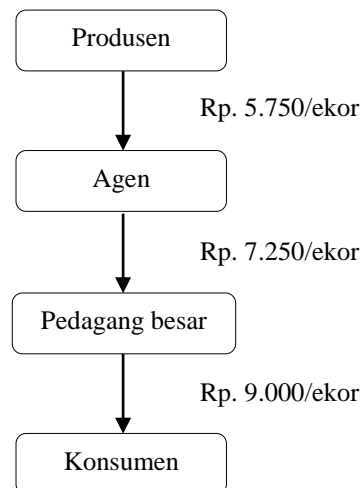 Produsen
Rp. 5.750/ekor
Agen
Rp. 7.250/ekor
Pedagang besar
Rp. 9.000/ekor
Konsumen